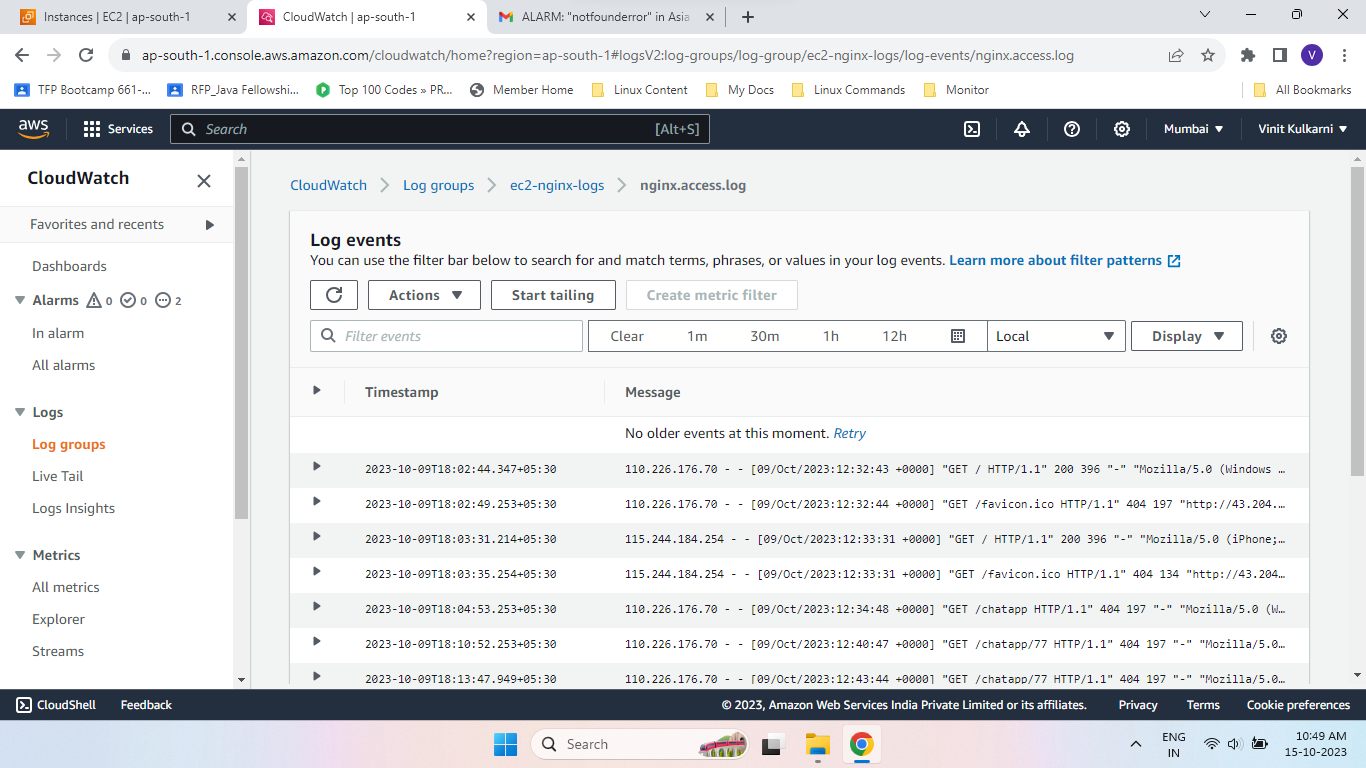 Instances | EC2 | ap-south-1
CloudWatch | ap-south-1
ALARM: "notfounderror" in Asia
ap-south-1.console.aws.amazon.com/cloudwatch/home?region=ap-south-1#logsV2:log-groups/log-group/ec2-nginx-logs/log-events/nginx.access.log
V
TFP Bootcamp 661-...
RFP_Java Fellowshi...
Top 100 Codes » PR...
Member Home
Linux Content
My Docs
Linux Commands
Monitor
All Bookmarks
aws
Services
Search
[Alt+S]
Mumbai
Vinit Kulkarni
CloudWatch
Favorites and recents
Dashboards
Alarms 0 0 2
In alarm
All alarms
Logs
Log groups
Live Tail
Logs Insights
Metrics
All metrics
Explorer
Streams
CloudWatch
Log groups
ec2-nginx-logs
nginx.access.log
Log events
You can use the filter bar below to search for and match terms, phrases, or values in your log events. Learn more about filter patterns
Actions
Start tailing
Create metric filter
Filter events
Clear 1m 30m 1h 12h
Local
Display
Timestamp Message
No older events at this moment. Retry
2023-10-09T18:02:44.347+05:30 110.226.176.70 - - [09/Oct/2023:12:32:43 +0000] "GET / HTTP/1.1" 200 396 "-" "Mozilla/5.0 (Windows ...
2023-10-09T18:02:49.253+05:30 110.226.176.70 - - [09/Oct/2023:12:32:44 +0000] "GET /favicon.ico HTTP/1.1" 404 197 "http://43.204....
2023-10-09T18:03:31.214+05:30 115.244.184.254 - - [09/Oct/2023:12:33:31 +0000] "GET / HTTP/1.1" 200 396 "-" "Mozilla/5.0 (iPhone;...
2023-10-09T18:03:35.254+05:30 115.244.184.254 - - [09/Oct/2023:12:33:31 +0000] "GET /favicon.ico HTTP/1.1" 404 134 "http://43.204...
2023-10-09T18:04:53.253+05:30 110.226.176.70 - - [09/Oct/2023:12:34:48 +0000] "GET /chatapp HTTP/1.1" 404 197 "-" "Mozilla/5.0 (W...
2023-10-09T18:10:52.253+05:30 110.226.176.70 - - [09/Oct/2023:12:40:47 +0000] "GET /chatapp/77 HTTP/1.1" 404 197 "-" "Mozilla/5.0...
2023-10-09T18:13:47.949+05:30 110.226.176.70 - - [09/Oct/2023:12:43:44 +0000] "GET /chatapp/77 HTTP/1.1" 404 197 "-" "Mozilla/5.0...
CloudShell
Feedback
© 2023, Amazon Web Services India Private Limited or its affiliates.
Privacy
Terms
Cookie preferences
Search
ENG
IN
10:49 AM
15-10-2023